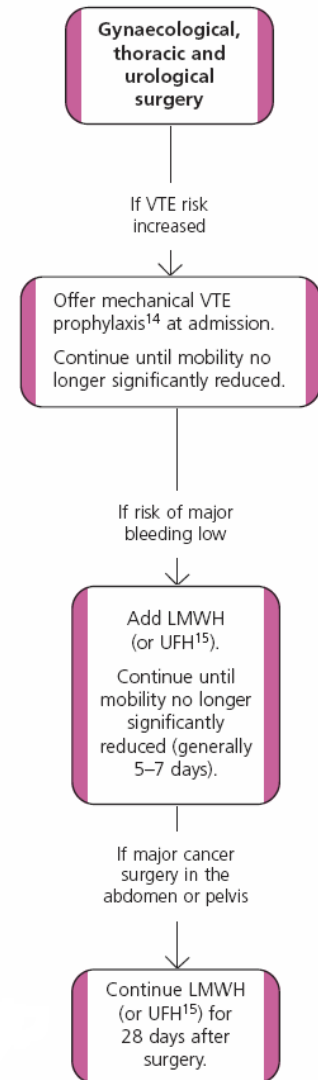 Gynaecological,
thoracic and
urological
surgery
If VTE risk
increased
Offer mechanical VTE
prophylaxis¹⁴ at admission.
Continue until mobility no
longer significantly reduced.
If risk of major
bleeding low
Add LMWH
(or UFH¹⁵).
Continue until
mobility no longer
significantly
reduced (generally
5–7 days).
If major cancer
surgery in the
abdomen or pelvis
Continue LMWH
(or UFH¹⁵) for
28 days after
surgery.